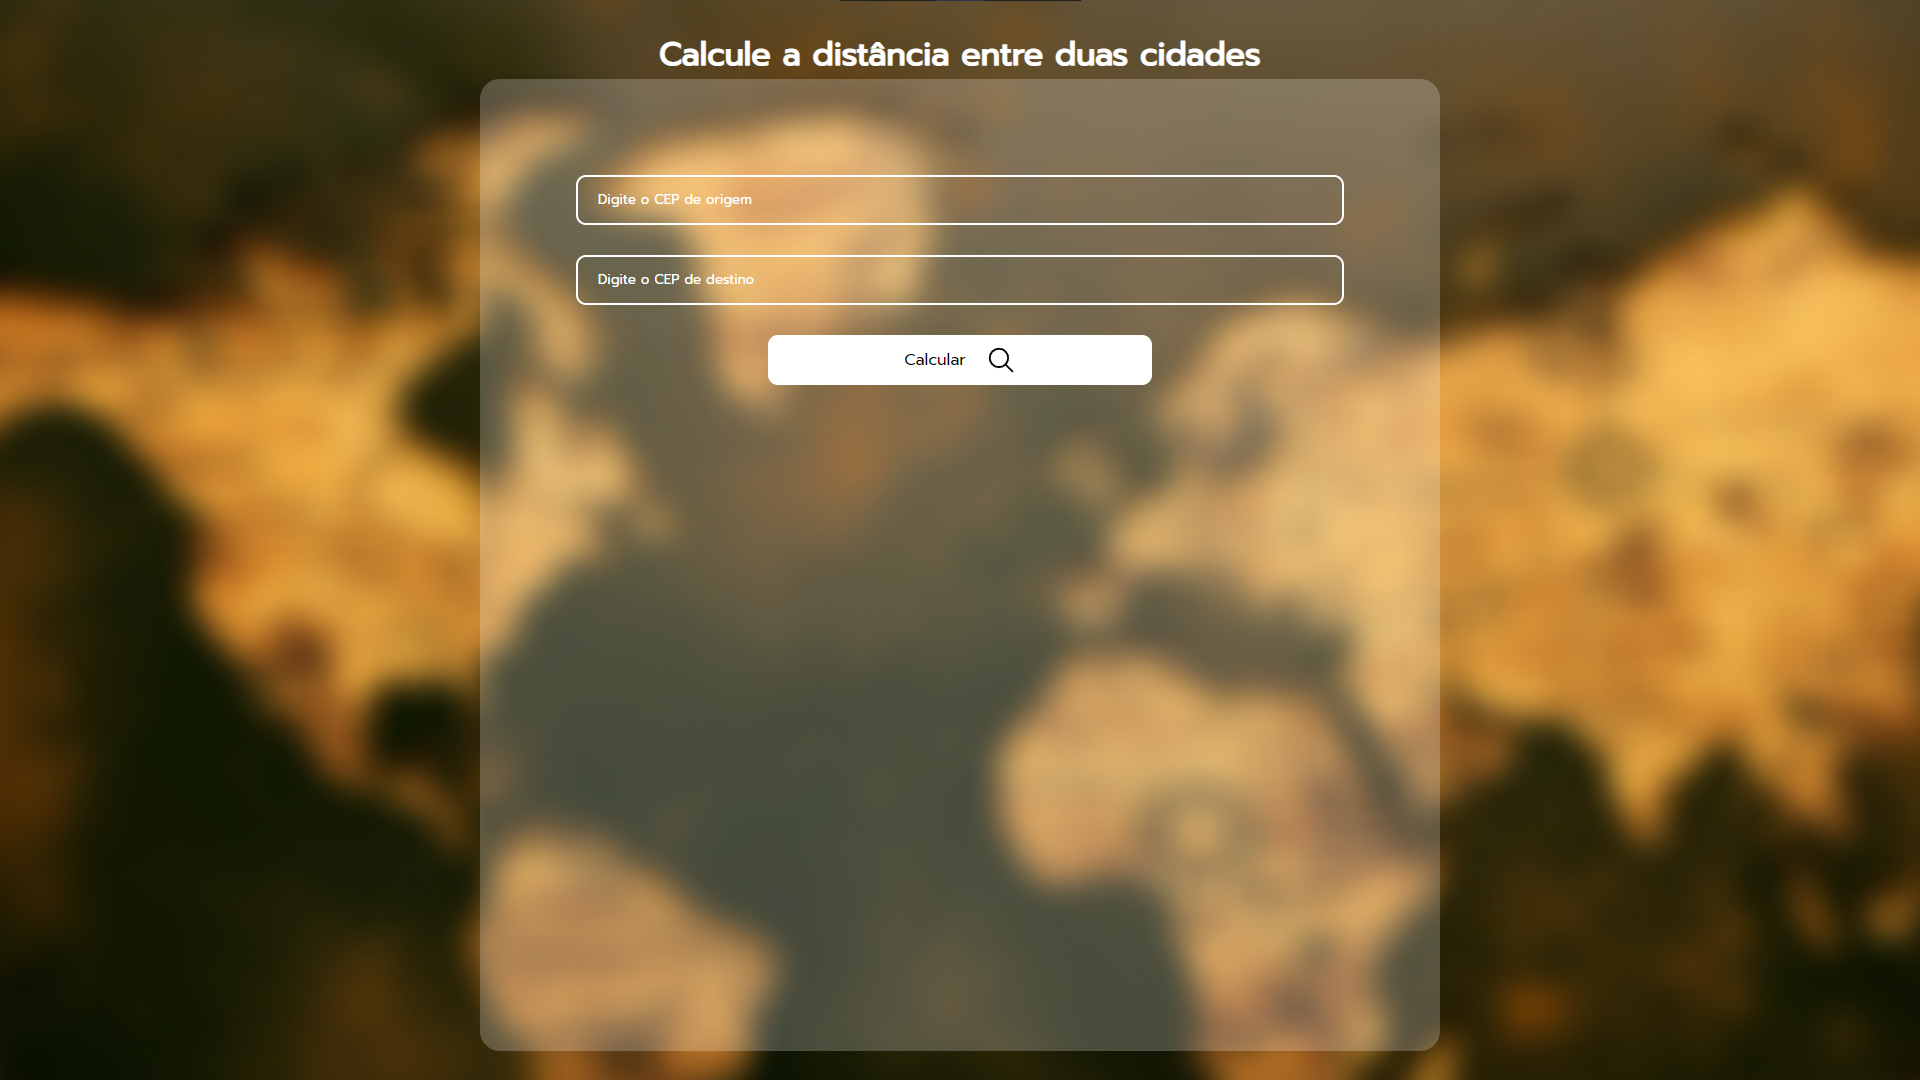 Calcule a distância entre duas cidades
Digite o CEP de origem
Digite o CEP de destino
Calcular